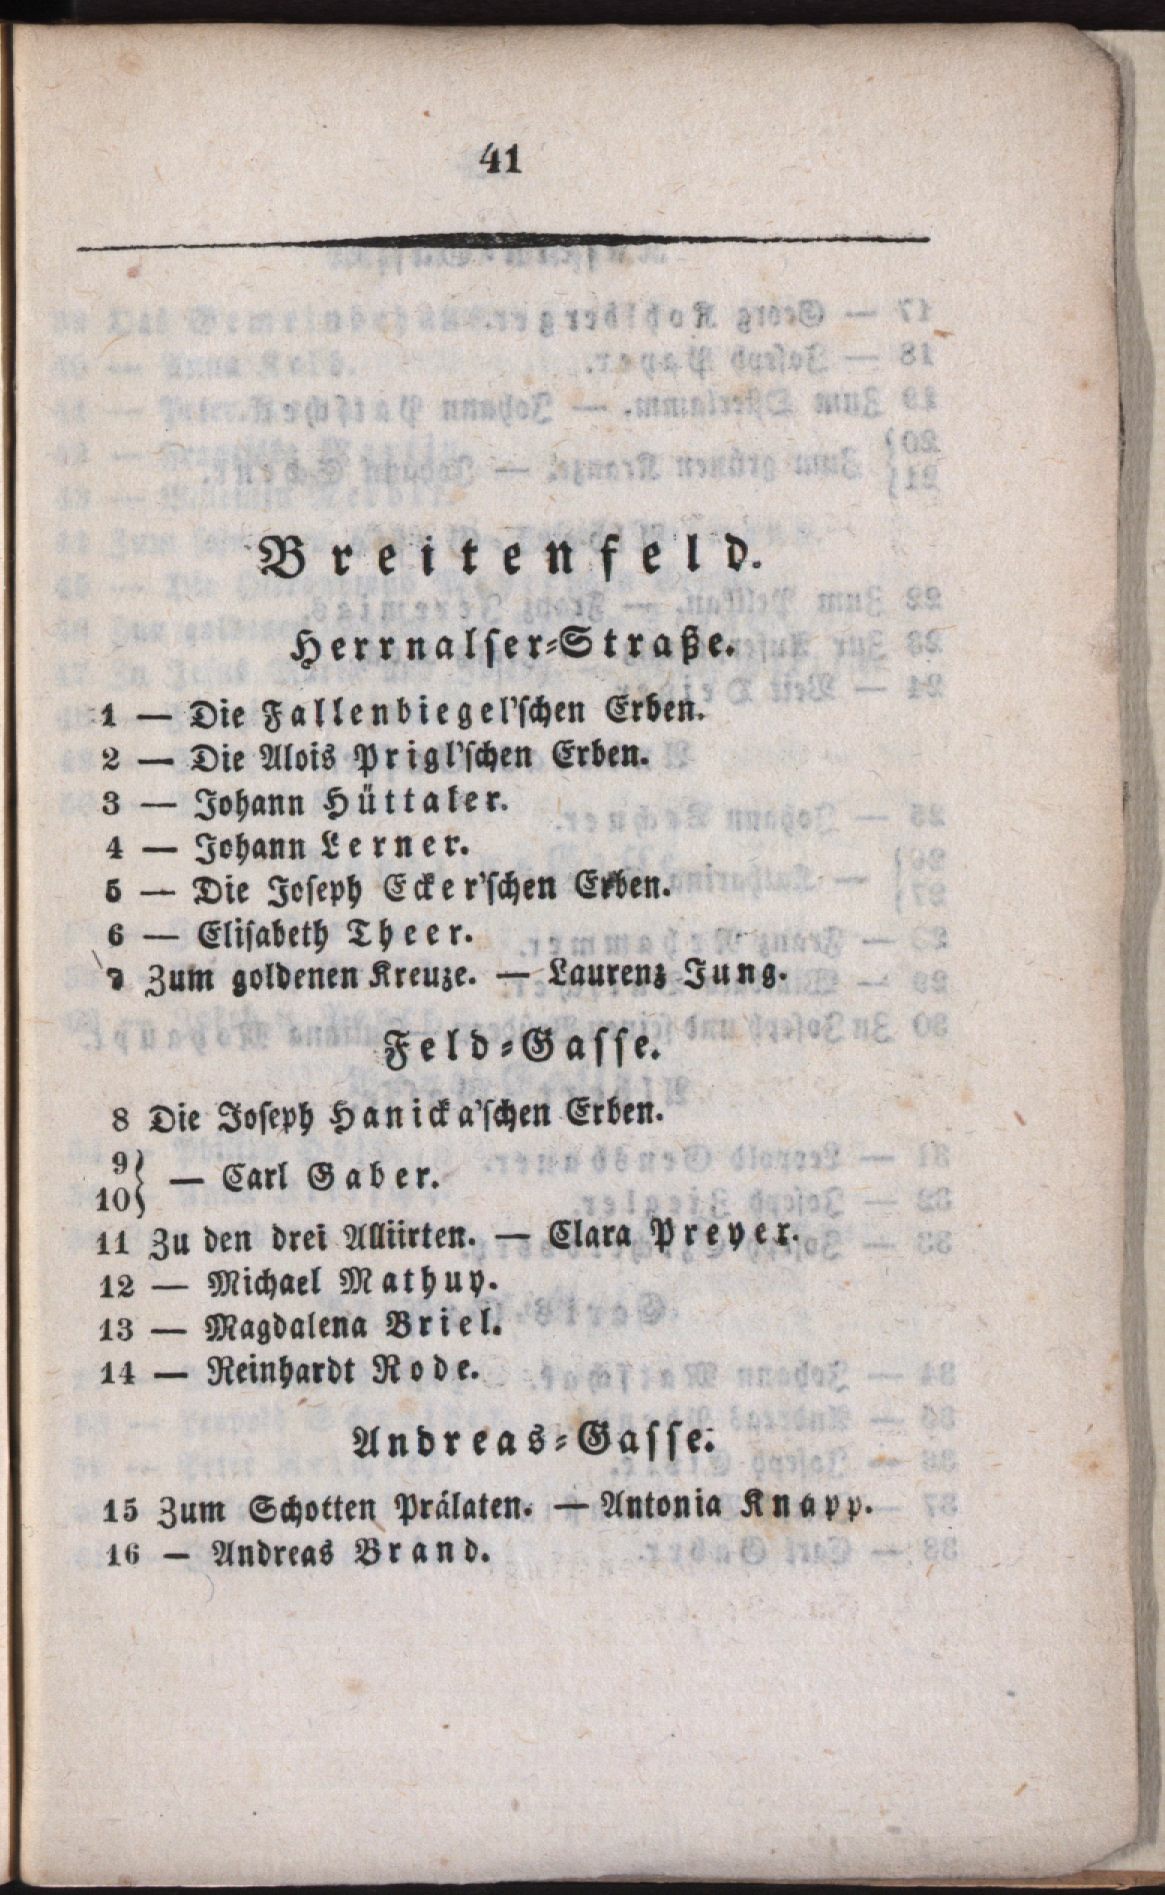 41
Breitenfeld.
Herrnalser-Straße.
1 — Die Fallenbiegel'schen Erben.
2 — Die Alois Prigl'schen Erben.
3 — Johann Hüttaler.
4 — Johann Lerner.
5 — Die Joseph Ecker'schen Erben.
6 — Elisabeth Theer.
7 Zum goldenen Kreuze. — Laurenz Jung.
Feld-Gasse.
8 Die Joseph Hanicka'schen Erben.
9
10} — Carl Gaber.
11 Zu den drei Alliirten. — Clara Preyer.
12 — Michael Mathuy.
13 — Magdalena Briel.
14 — Reinhardt Rode.
Andreas-Gasse.
15 Zum Schotten Prälaten. — Antonia Knapp.
16 — Andreas Brand.